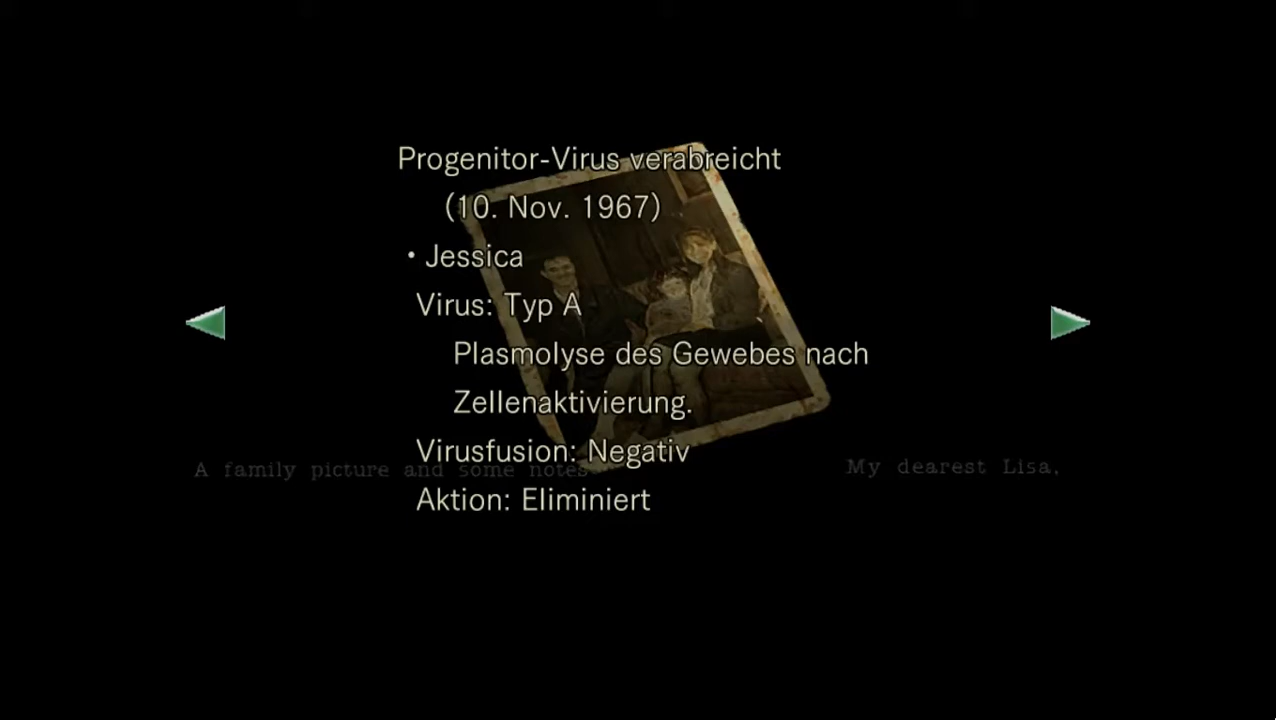 Progenitor-Virus verabreicht
(10. Nov. 1967)
・Jessica
Virus: Typ A
Plasmolyse des Gewebes nach
Zellenaktivierung.
Virusfusion: Negativ
A family picture and some notes
My dearest Lisa,
Aktion: Eliminiert